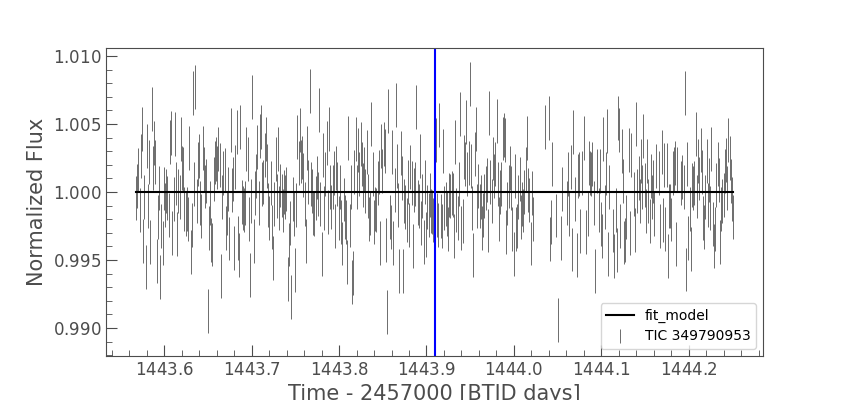 1.010
1.005
1.000
0.995
0.990
Normalized Flux
1443.6 1443.7 1443.8 1443.9 1444.0 1444.1 1444.2
Time - 2457000 [BTJD days]
fit_model
TIC 349790953